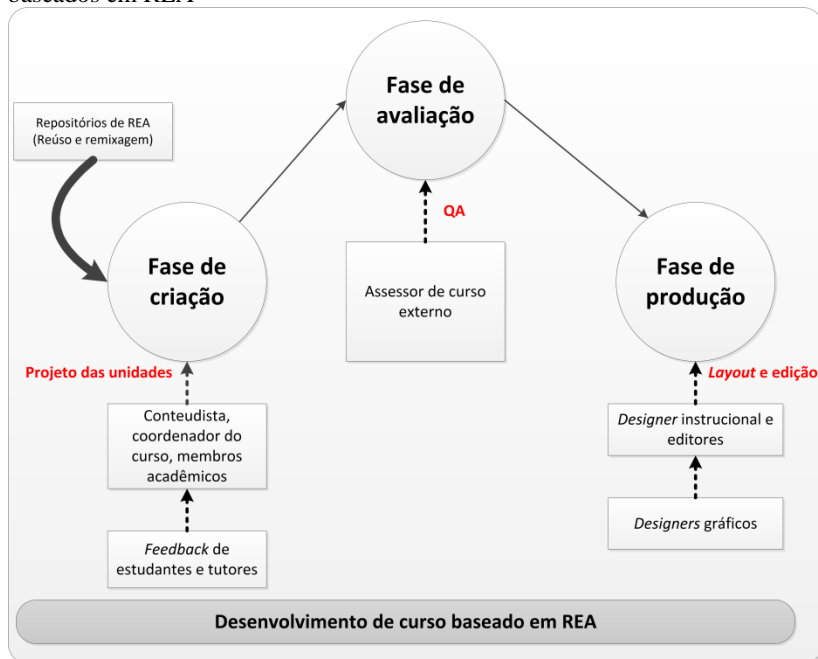 baseados em REA
Fase de
avaliação
Repositórios de REA
(Reúso e remixagem)
QA
Fase de
criação
Assessor de curso
externo
Fase de
produção
Projeto das unidades
Layout e edição
Conteudista,
coordenador do
curso, membros
acadêmicos
Designer instrucional e
editores
Feedback de
estudantes e tutores
Designers gráficos
Desenvolvimento de curso baseado em REA